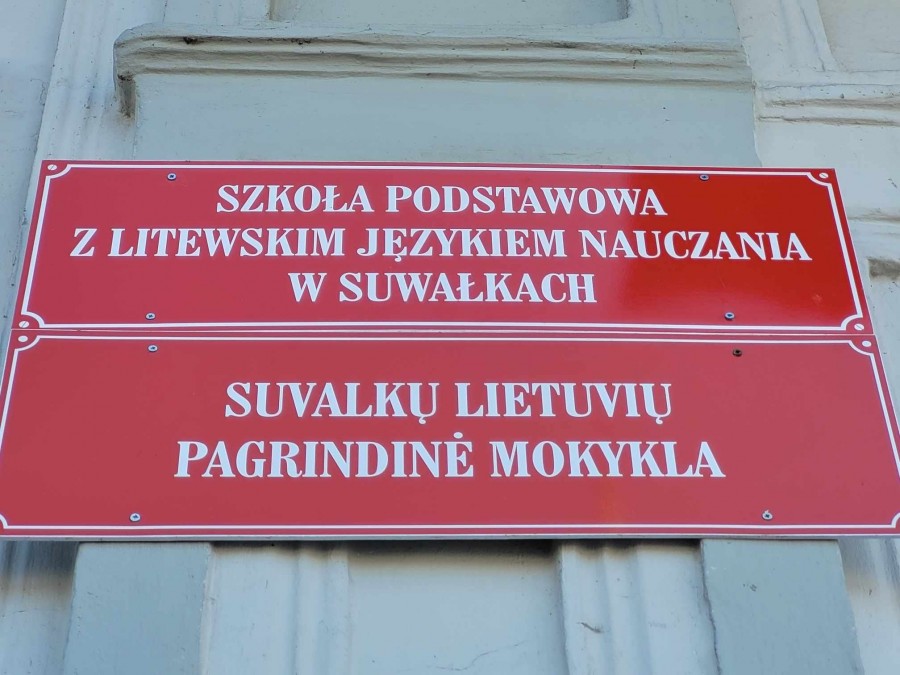 SZKOŁA PODSTAWOWA
Z LITEWSKIM JĘZYKIEM NAUCZANIA
W SUWAŁKACH
SUVALKŲ LIETUVIŲ
PAGRINDINĖ MOKYKLA